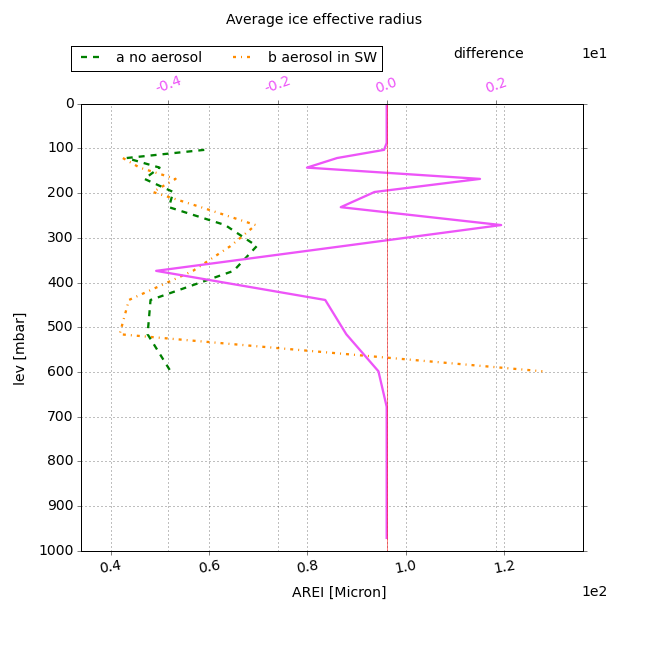 Average ice effective radius
a no aerosol b aerosol in SW difference 1e1
-0.4 -0.2 0.0 0.2
0
100
200
300
400
500
600
700
800
900
1000
lev [mbar]
0.4 0.6 0.8 1.0 1.2
AREI [Micron] 1e2